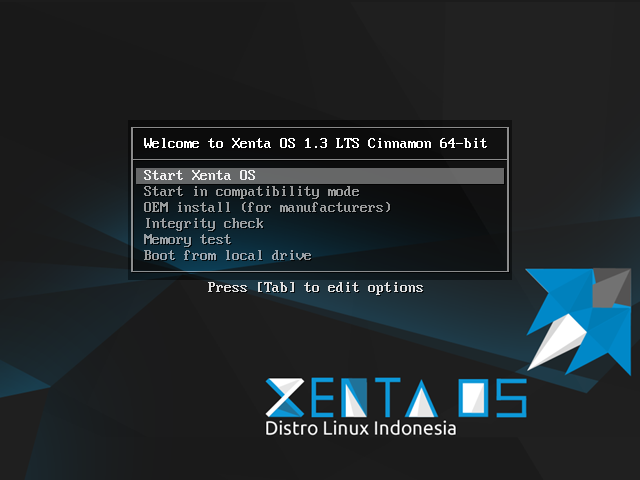 Welcome to Xenta OS 1.3 LTS Cinnamon 64-bit
Start Xenta OS
Start in compatibility mode
OEM install (for manufacturers)
Integrity check
Memory test
Boot from local drive
Press [Tab] to edit options
XENTA OS
Distro Linux Indonesia